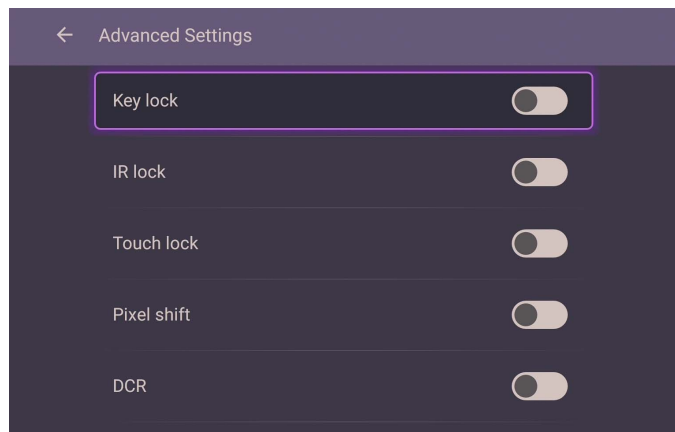 Advanced Settings
Key lock
IR lock
Touch lock
Pixel shift
DCR